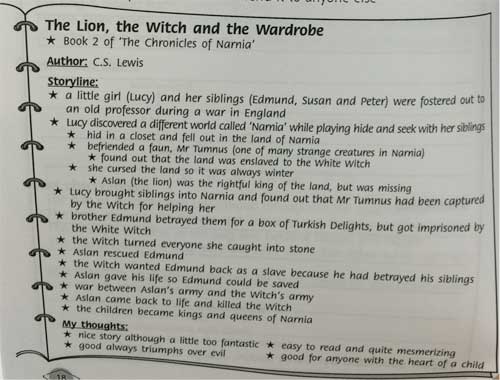 The Lion, the Witch and the Wardrobe
★ Book 2 of ‘The Chronicles of Narnia’
Author: C.S. Lewis
Storyline:
★ a little girl (Lucy) and her siblings (Edmund, Susan and Peter) were fostered out to
an old professor during a war in England
★ Lucy discovered a different world called ‘Narnia’ while playing hide and seek with her siblings
★ hid in a closet and fell out in the land of Narnia
★ befriended a faun, Mr Tumnus (one of many strange creatures in Narnia)
★ found out that the land was enslaved to the White Witch
★ she cursed the land so it was always winter
★ Aslan (the lion) was the rightful king of the land, but was missing
★ Lucy brought siblings into Narnia and found out that Mr Tumnus had been captured
by the Witch for helping her
★ brother Edmund betrayed them for a box of Turkish Delights, but got imprisoned by
the White Witch
★ the Witch turned everyone she caught into stone
★ Aslan rescued Edmund
★ the Witch wanted Edmund back as a slave because he had betrayed his siblings
★ Aslan gave his life so Edmund could be saved
★ war between Aslan’s army and the Witch’s army
★ Aslan came back to life and killed the Witch
★ the children became kings and queens of Narnia
My thoughts:
★ nice story although a little too fantastic ★ easy to read and quite mesmerizing
★ good always triumphs over evil ★ good for anyone with the heart of a child
18